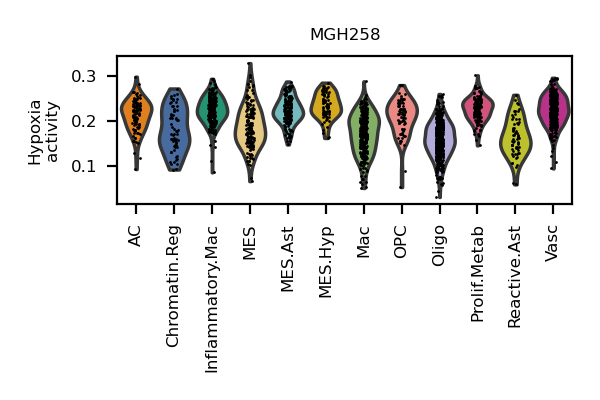 MGH258
Hypoxia
activity
0.3
0.2
0.1
AC
Chromatin.Reg
Inflammatory.Mac
MES
MES.Ast
MES.Hyp
Mac
OPC
Oligo
Prolif.Metab
Reactive.Ast
Vasc